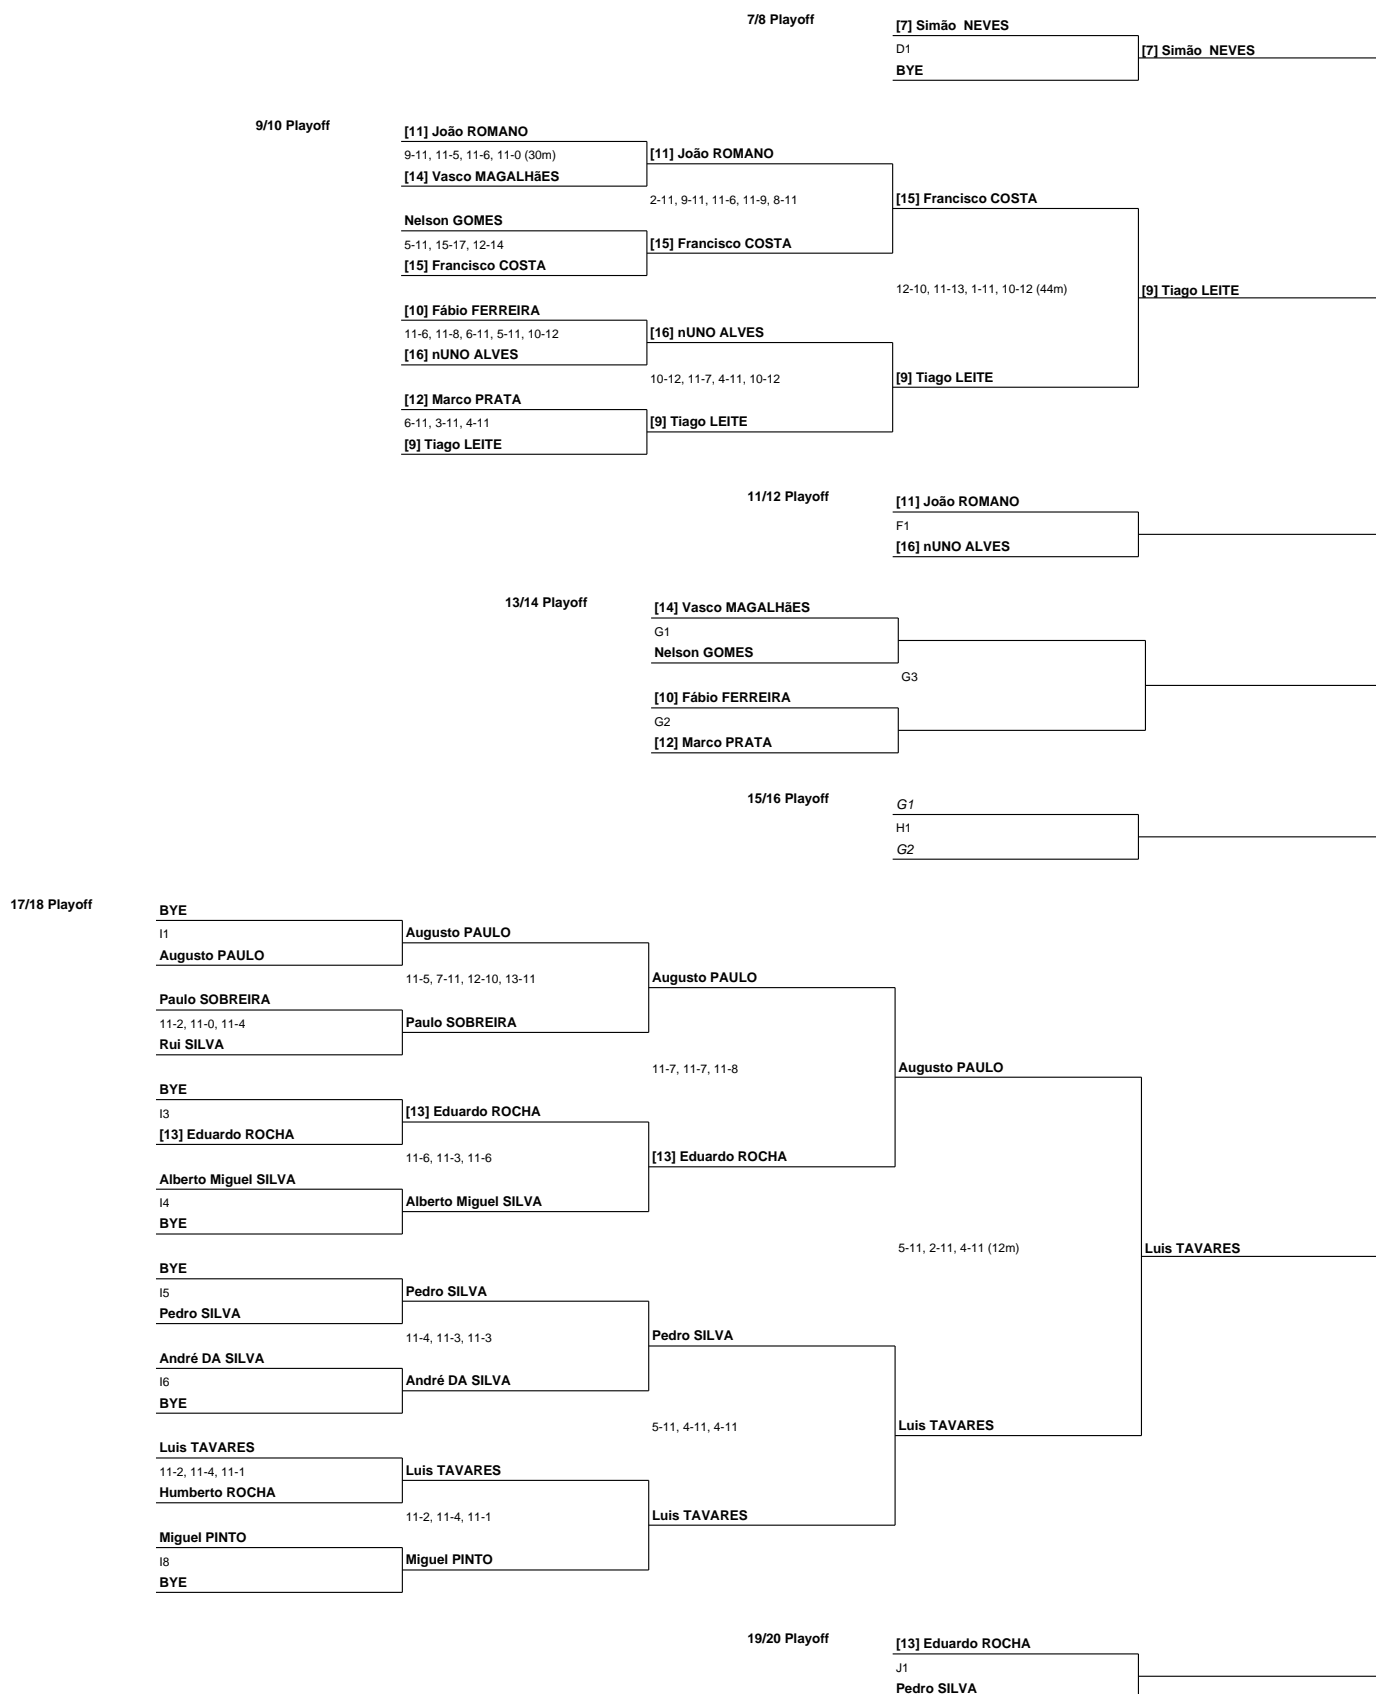 7/8 Playoff
[7] Simão  NEVES
D1
BYE
[7] Simão  NEVES
9/10 Playoff
[11] João ROMANO
9-11, 11-5, 11-6, 11-0 (30m)
[14] Vasco MAGALHãES
[11] João ROMANO
2-11, 9-11, 11-6, 11-9, 8-11
Nelson GOMES
5-11, 15-17, 12-14
[15] Francisco COSTA
[15] Francisco COSTA
[15] Francisco COSTA
12-10, 11-13, 1-11, 10-12 (44m)
[9] Tiago LEITE
[10] Fábio FERREIRA
11-6, 11-8, 6-11, 5-11, 10-12
[16] nUNO ALVES
[16] nUNO ALVES
10-12, 11-7, 4-11, 10-12
[9] Tiago LEITE
[12] Marco PRATA
6-11, 3-11, 4-11
[9] Tiago LEITE
[9] Tiago LEITE
11/12 Playoff
[11] João ROMANO
F1
[16] nUNO ALVES
13/14 Playoff
[14] Vasco MAGALHãES
G1
Nelson GOMES
G3
[10] Fábio FERREIRA
G2
[12] Marco PRATA
15/16 Playoff
G1
H1
G2
17/18 Playoff
BYE
I1
Augusto PAULO
Augusto PAULO
11-5, 7-11, 12-10, 13-11
Augusto PAULO
Paulo SOBREIRA
11-2, 11-0, 11-4
Rui SILVA
Paulo SOBREIRA
11-7, 11-7, 11-8
Augusto PAULO
BYE
I3
[13] Eduardo ROCHA
[13] Eduardo ROCHA
11-6, 11-3, 11-6
[13] Eduardo ROCHA
Alberto Miguel SILVA
I4
BYE
Alberto Miguel SILVA
5-11, 2-11, 4-11 (12m)
Luis TAVARES
BYE
I5
Pedro SILVA
Pedro SILVA
11-4, 11-3, 11-3
Pedro SILVA
André DA SILVA
I6
BYE
André DA SILVA
5-11, 4-11, 4-11
Luis TAVARES
Luis TAVARES
11-2, 11-4, 11-1
Humberto ROCHA
Luis TAVARES
11-2, 11-4, 11-1
Luis TAVARES
Miguel PINTO
I8
BYE
Miguel PINTO
19/20 Playoff
[13] Eduardo ROCHA
J1
Pedro SILVA